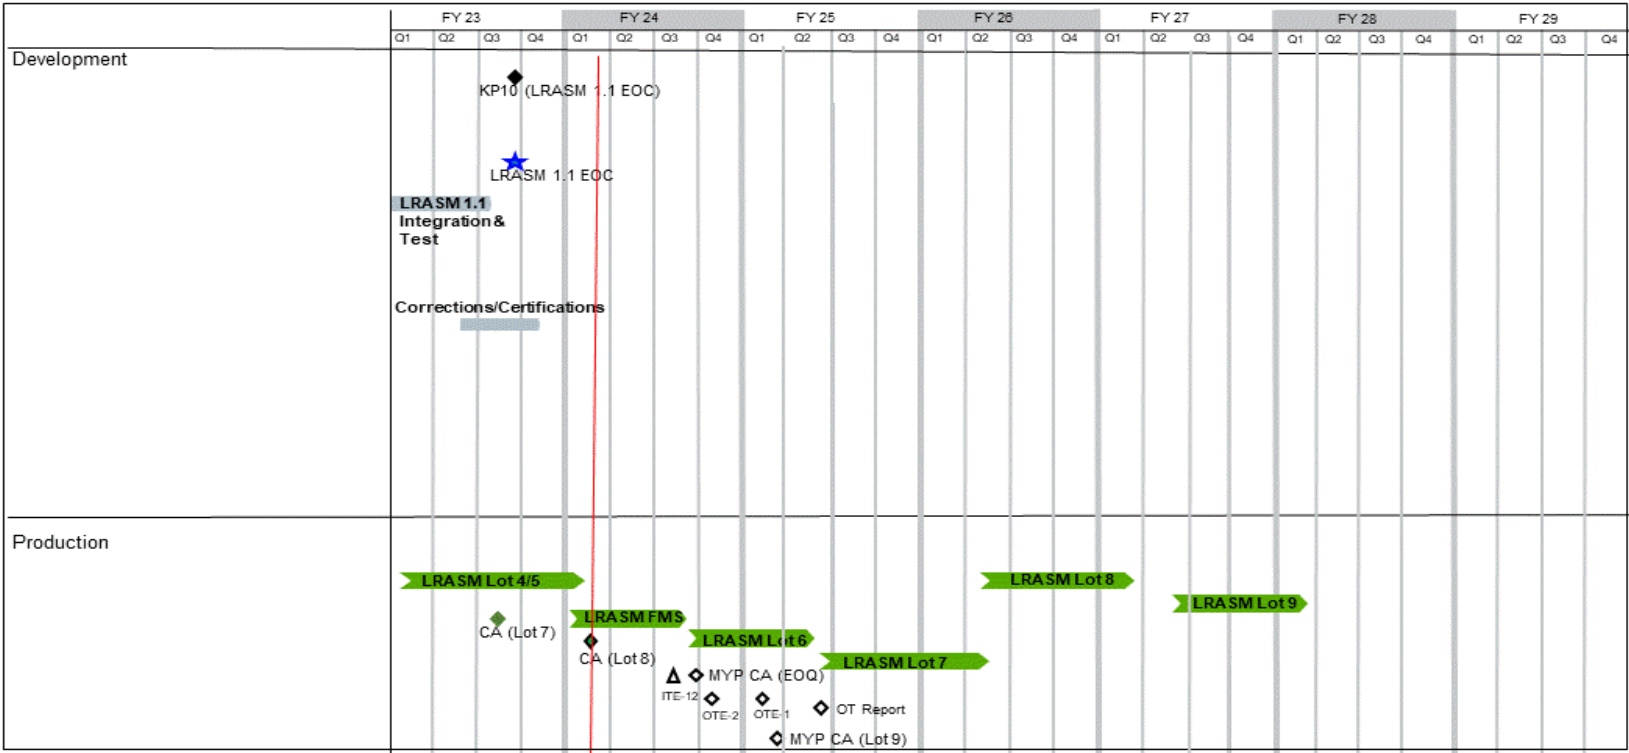 FY 23 FY 24 FY 25 FY 26 FY 27 FY 28 FY 29
Q1 Q2 Q3 Q4 Q1 Q2 Q3 Q4 Q1 Q2 Q3 Q4 Q1 Q2 Q3 Q4 Q1 Q2 Q3 Q4 Q1 Q2 Q3 Q4 Q1 Q2 Q3 Q4
Development
KP10 (LRASM 1.1 EOC)
LRASM 1.1 EOC
LRASM 1.1
Integration &
Test
Corrections/Certifications
Production
LRASM Lot 4/5
LRASM Lot 8
LRASM Lot 9
LRASM FMS
CA (Lot 7)
LRASM Lot 6
CA (Lot 8)
LRASM Lot 7
MYP CA (EOQ)
ITE-12
OTE-2
OTE-1
OT Report
MYP CA (Lot 9)